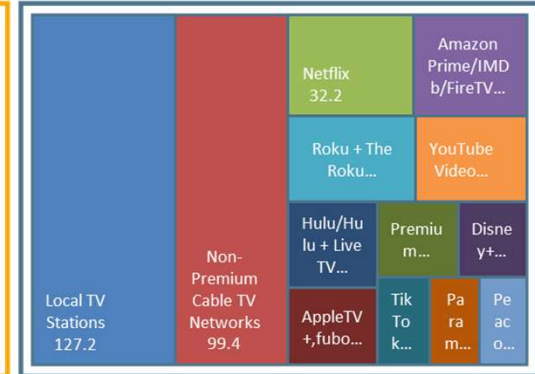 Local TV
Stations
127.2
Non-
Premium
Cable TV
Networks
99.4
Netflix
32.2
Amazon
Prime/IMD
b/FireTV...
Roku + The
Roku...
YouTube
Video...
Hulu/Hu
lu + Live
TV...
Premiu
m...
Disne
y+...
AppleTV
+,fubo...
Tik
To
k...
Pa
ra
m...
Pe
ac
o...